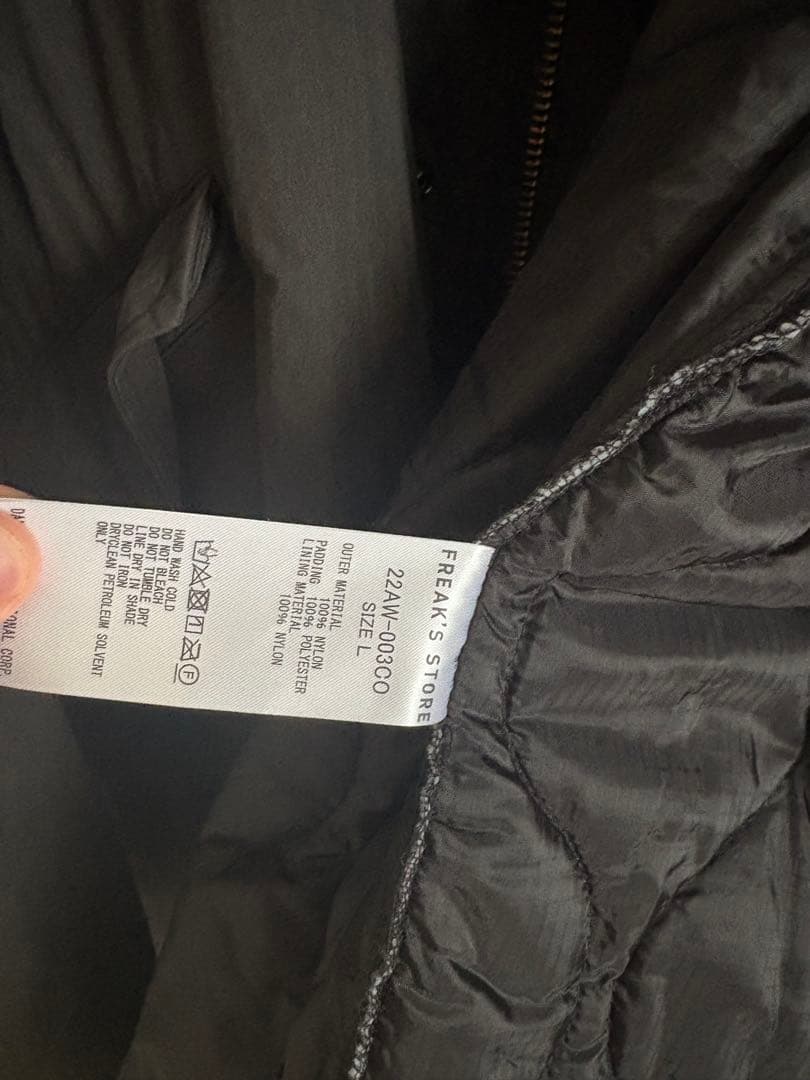 FREAK'S STORE
22AW-003CO
SIZE L
OUTER MATERIAL
100% NYLON
PADDING 100% POLYESTER
LINING MATERIAL
100% NYLON
F
HAND WASH COLD
DO NOT BLEACH
DO NOT TUMBLE DRY
LINE DRY IN SHADE
DO NOT IRON
DRYCLEAN PETROLEUM SOLVENT
ONLY
CORP.